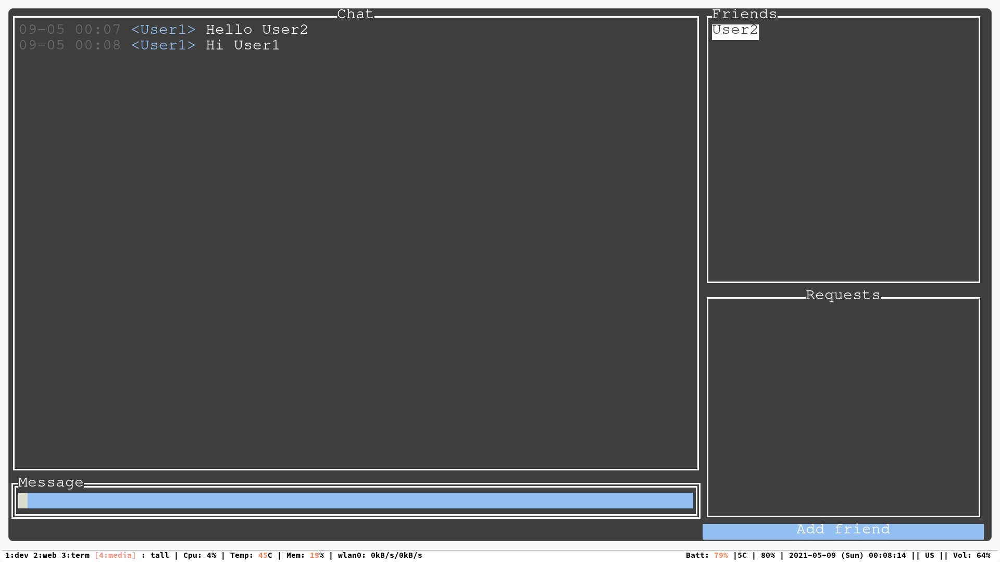 Chat
09-05 00:07 <User1> Hello User2
09-05 00:08 <User1> Hi User1
Friends
User2
Requests
Message
Add friend
1:dev 2:web 3:term [4:media] : tall | Cpu: 4% | Temp: 45C | Mem: 19% | wlan0: 0kB/s/0kB/s
Batt: 79% |5C | 80% | 2021-05-09 (Sun) 00:08:14 || US || Vol: 64%